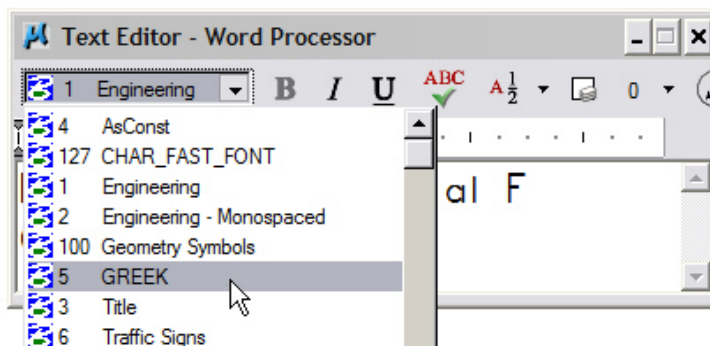 Text Editor - Word Processor
1 Engineering B I U ABC A½ 0
4 AsConst
127 CHAR_FAST_FONT
1 Engineering
2 Engineering - Monospaced
al F
100 Geometry Symbols
5 GREEK
3 Title
6 Traffic Signs